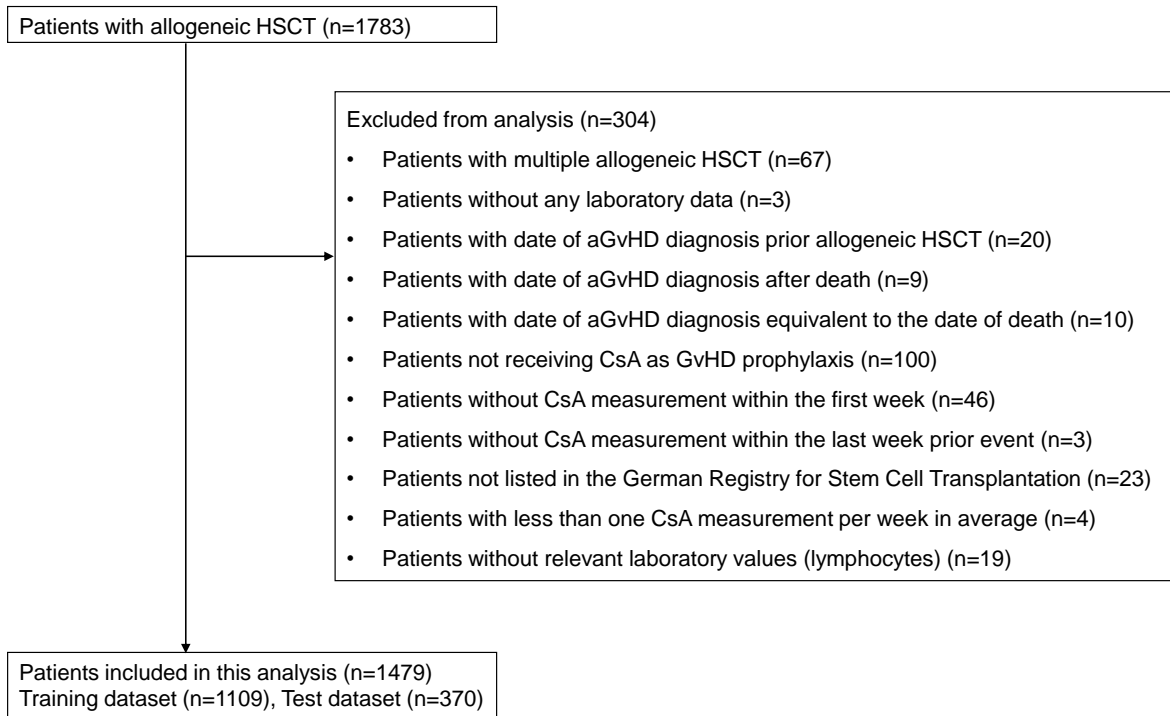 Patients with allogeneic HSCT (n=1783)
Excluded from analysis (n=304)
• Patients with multiple allogeneic HSCT (n=67)
• Patients without any laboratory data (n=3)
• Patients with date of aGvHD diagnosis prior allogeneic HSCT (n=20)
• Patients with date of aGvHD diagnosis after death (n=9)
• Patients with date of aGvHD diagnosis equivalent to the date of death (n=10)
• Patients not receiving CsA as GvHD prophylaxis (n=100)
• Patients without CsA measurement within the first week (n=46)
• Patients without CsA measurement within the last week prior event (n=3)
• Patients not listed in the German Registry for Stem Cell Transplantation (n=23)
• Patients with less than one CsA measurement per week in average (n=4)
• Patients without relevant laboratory values (lymphocytes) (n=19)
Patients included in this analysis (n=1479)
Training dataset (n=1109), Test dataset (n=370)